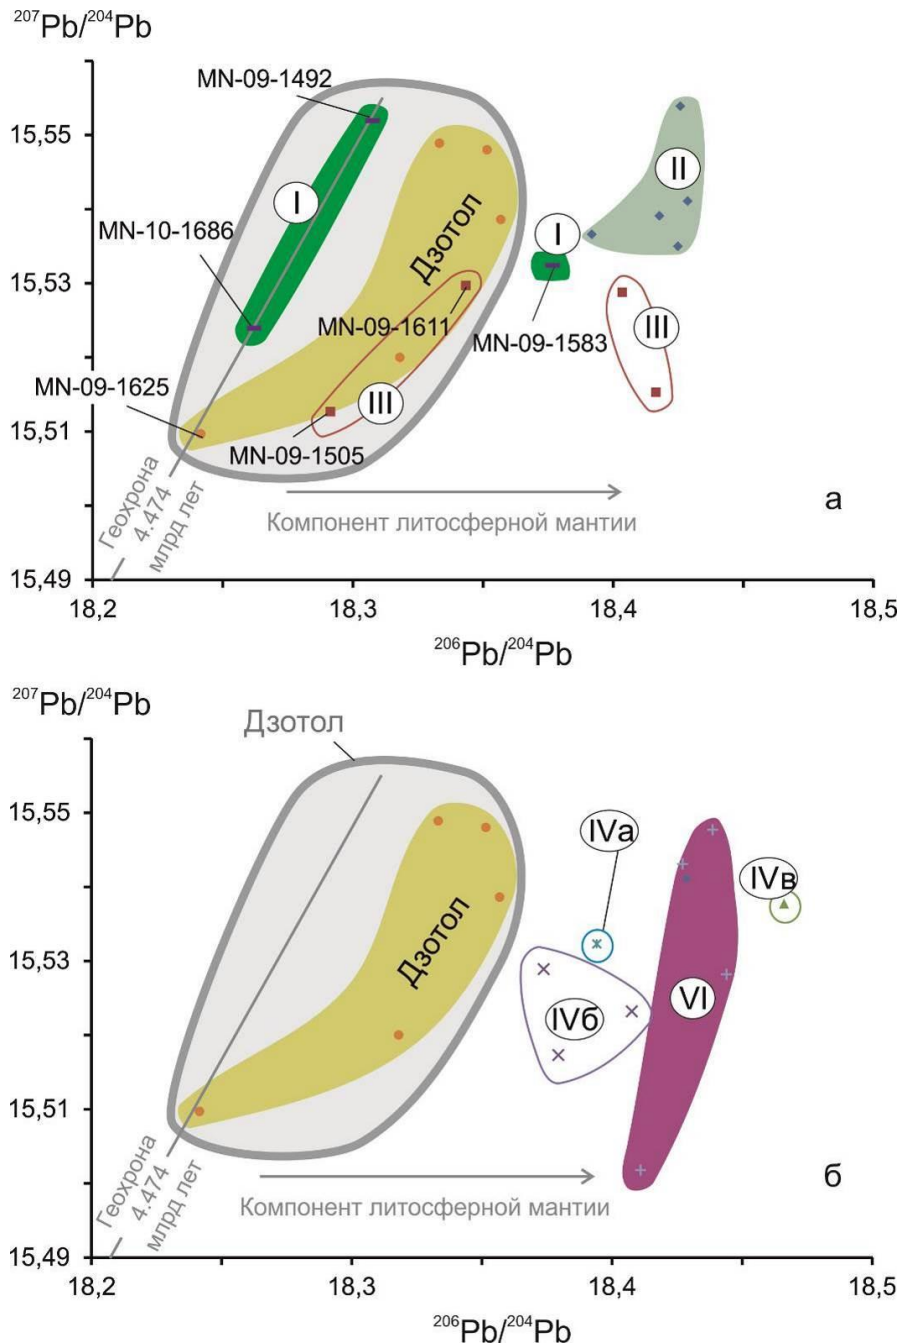 207Pb/204Pb
MN-09-1492
15,55
II
I
I
MN-10-1686
Дзотол
15,53
MN-09-1611
MN-09-1583
III
MN-09-1625
III
15,51
MN-09-1505
Геохрона
4.474
млрд лет
Компонент литосферной мантии
а
15,49
18,2
18,3
18,4
18,5
206Pb/204Pb
207Pb/204Pb
Дзотол
15,55
IVа
IVв
Дзотол
15,53
VI
IVб
15,51
Геохрона
4.474
млрд лет
Компонент литосферной мантии
б
15,49
18,2
18,3
18,4
18,5
206Pb/204Pb